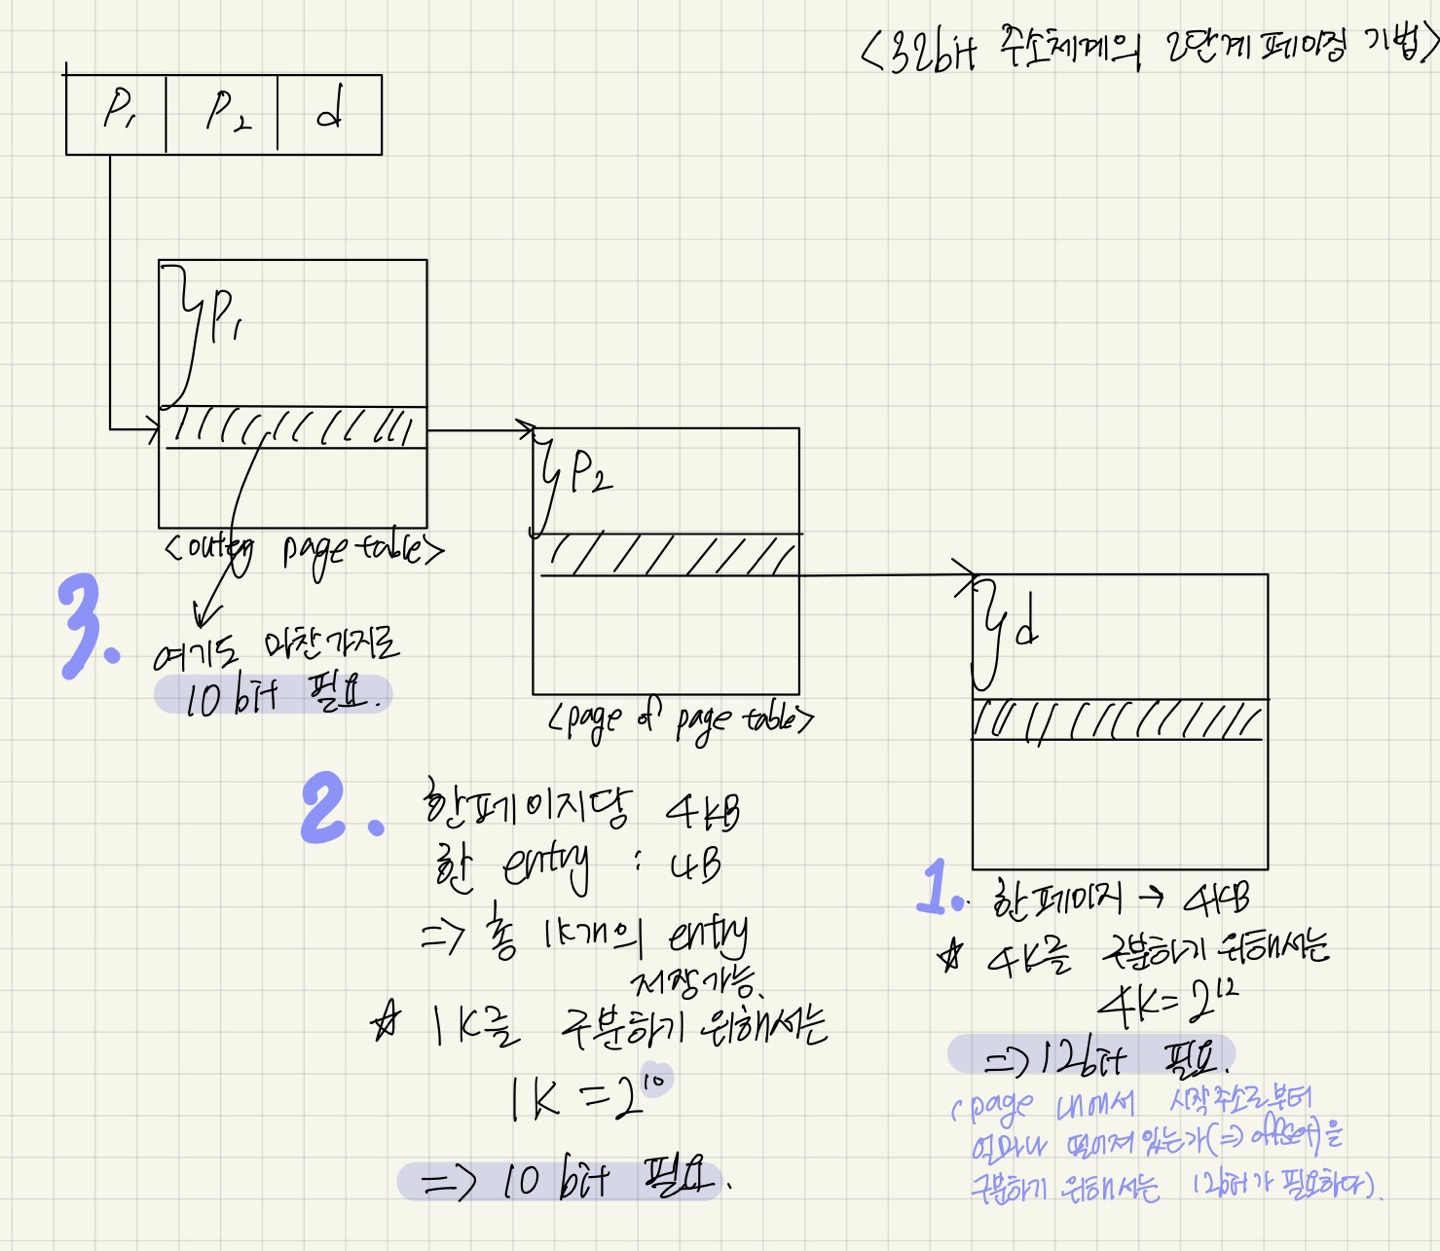 <32bit 주소체계의 2단계 페이징 기법>
P1 P2 d
P1
<outer page table>
P2
<page of page table>
d
3.
여기도 마찬가지로
10 bit 필요.
2.
한페이지당 4KB
한 entry : 4B
=> 총 1K개의 entry
저장가능.
☆ 1K를 구분하기 위해서는
1K = 2^10
=> 10 bit 필요.
1.
한 페이지 → 4KB
☆ 4K를 구분하기 위해서는
4K = 2^12
=> 12bit 필요.
(page 내에서 시작주소로부터
얼마나 떨어져 있는가(=> offset)을
구분하기 위해서는 12bit가 필요하다).